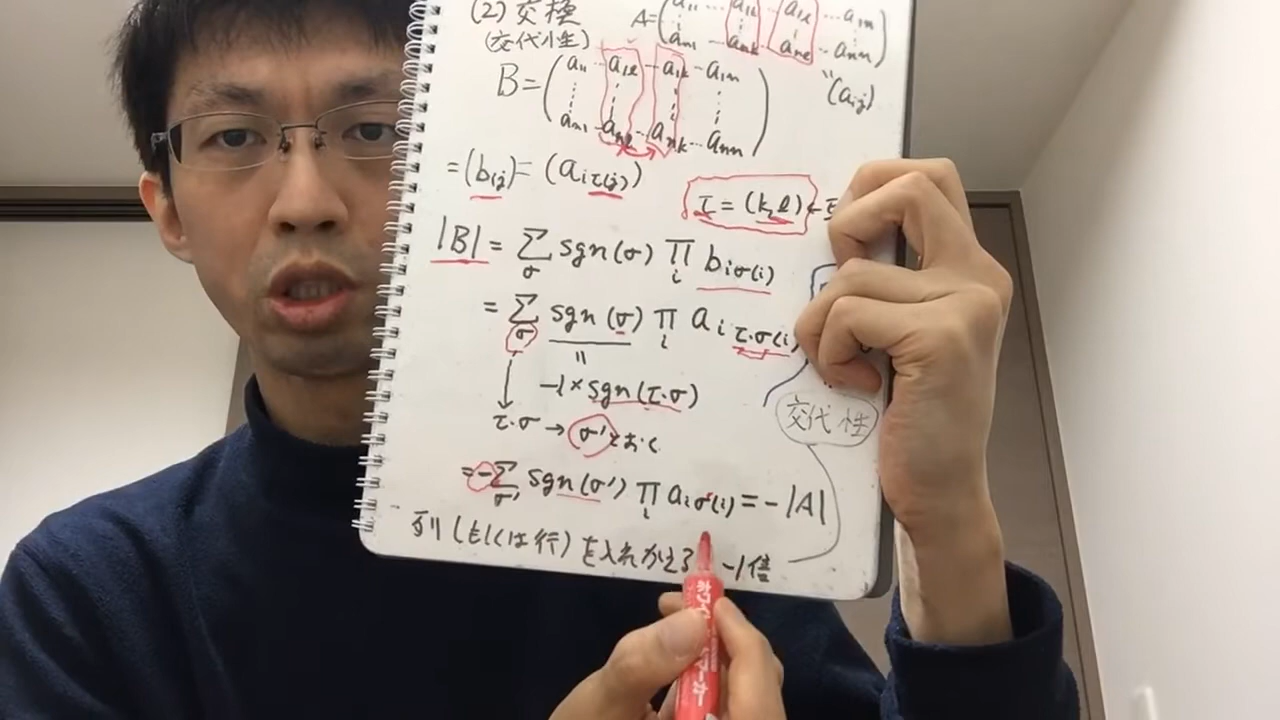 (2) 交換
(交代性)
A=(a11 … a1k a1l … a1n
an1 ank anl … ann)
"(aij)
B=(a11 … a1l … a1k … a1n
an1 … anl … ank … ann)
=(bij)=(aiτ(j))
τ=(k,l)←
|B|=Σσ sgn(σ)Πi biσ(i)
=Σσ sgn(σ)Πi ai τ・σ(i)
"
-1×sgn(τ・σ)
↓
τ・σ→σ'とおく
交代性
=-Σσ' sgn(σ')Πi aiσ'(i)=-|A|
列(もしくは行)を入れかえる -1倍